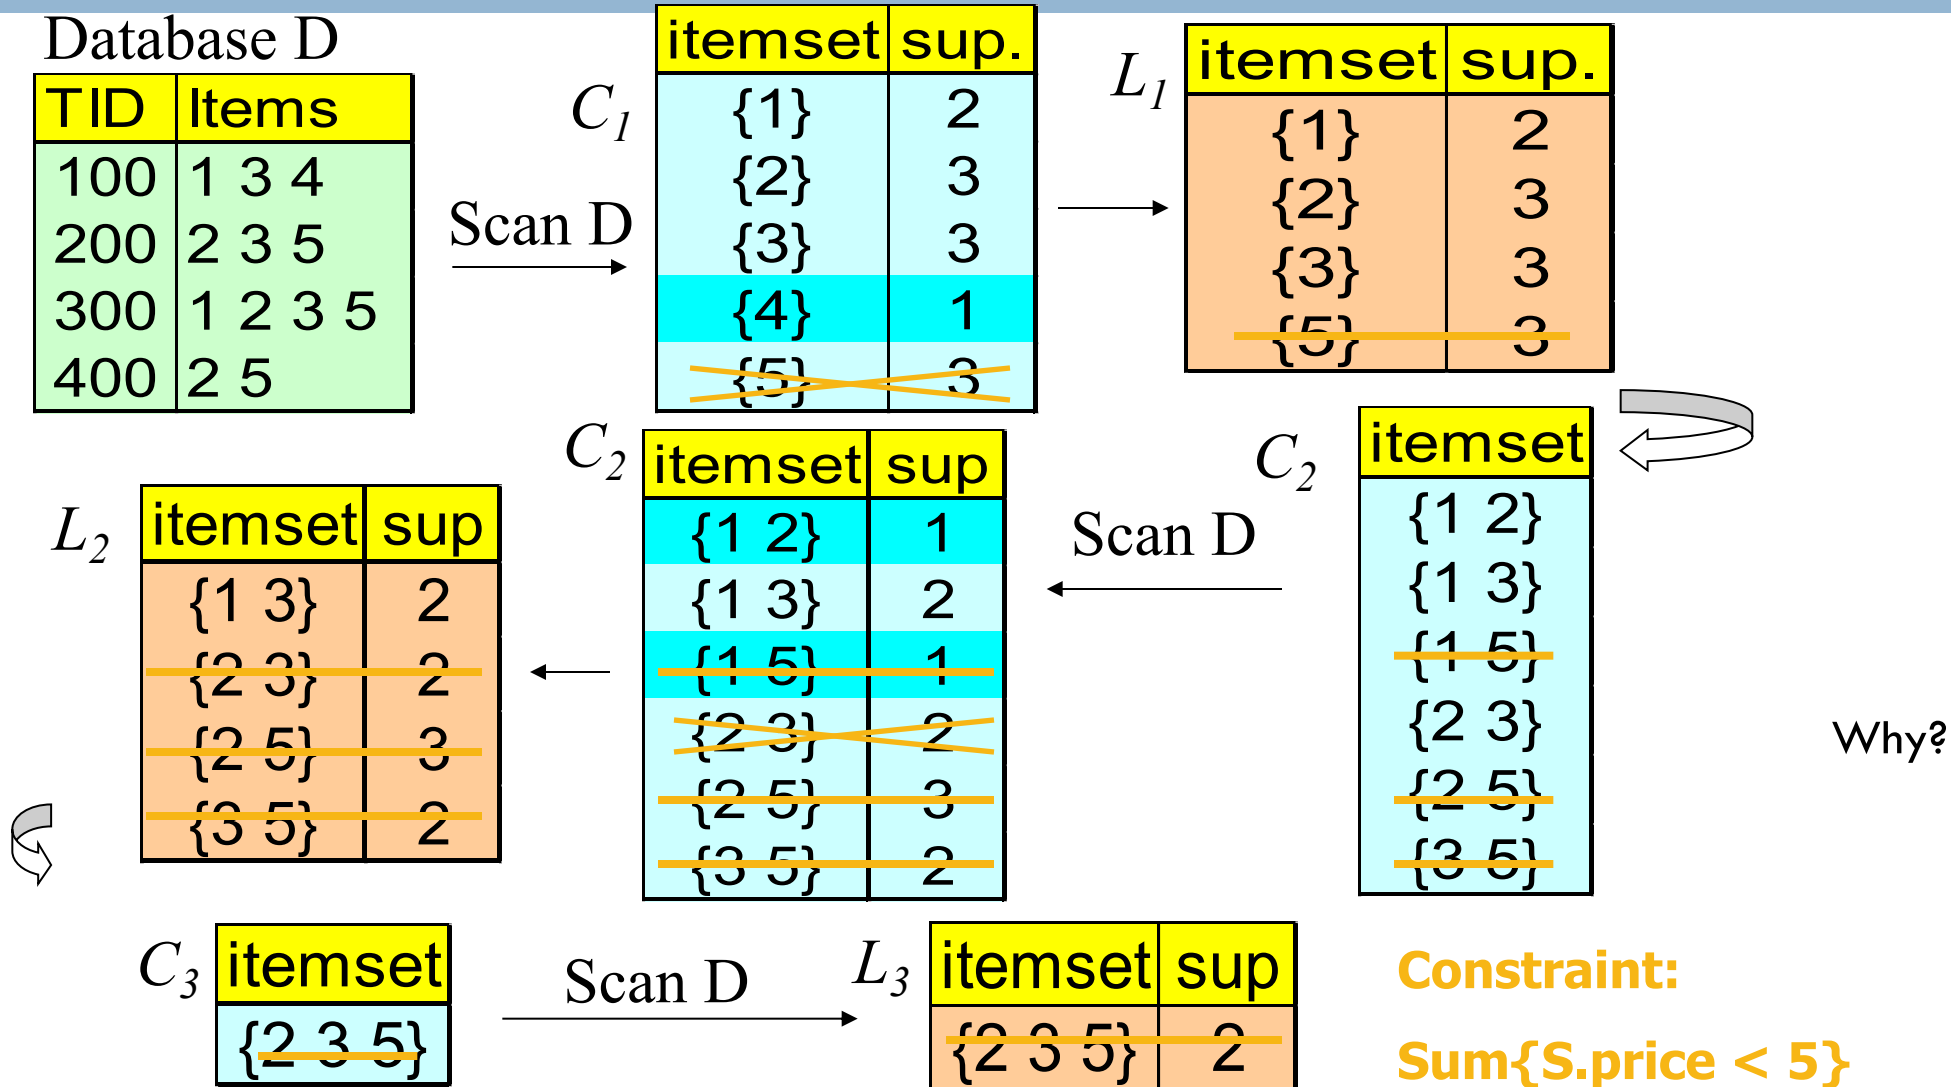 Database D
TID Items
100 1 3 4
200 2 3 5
300 1 2 3 5
400 2 5
Scan D
C1
itemset sup.
{1} 2
{2} 3
{3} 3
{4} 1
{5} 3
L1
itemset sup.
{1} 2
{2} 3
{3} 3
{5} 3
C2
itemset
{1 2}
{1 3}
{1 5}
{2 3}
{2 5}
{3 5}
Scan D
C2
itemset sup
{1 2} 1
{1 3} 2
{1 5} 1
{2 3} 2
{2 5} 3
{3 5} 2
L2
itemset sup
{1 3} 2
{2 3} 2
{2 5} 3
{3 5} 2
Why?
C3
itemset
{2 3 5}
Scan D
L3
itemset sup
{2 3 5} 2
Constraint:
Sum{S.price < 5}